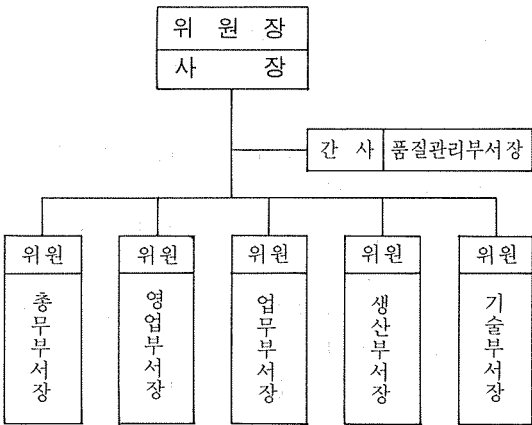 위 원 장
사 장
간 사 품질관리부서장
위원 위원 위원 위원 위원
총무부서장
영업부서장
업무부서장
생산부서장
기술부서장